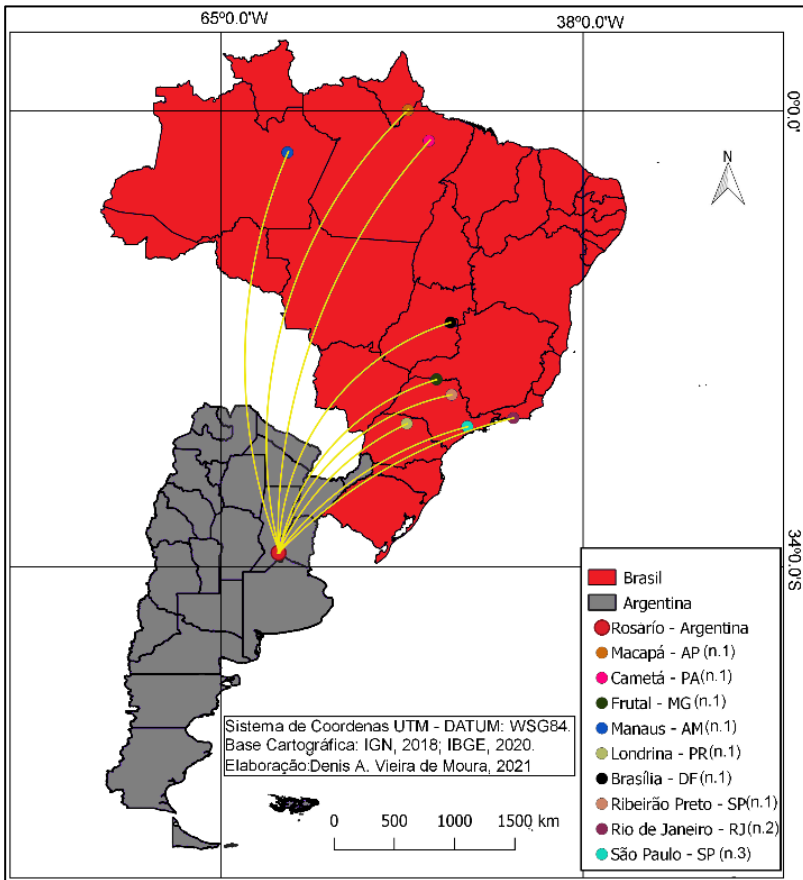 65º0.0'W
38º0.0'W
0º0.0'
N
34º0.0'S
Brasil
Argentina
Rosário - Argentina
Macapá - AP (n.1)
Cametá - PA(n.1)
Frutal - MG(n.1)
Manaus - AM(n.1)
Londrina - PR(n.1)
Brasília - DF(n.1)
Ribeirão Preto - SP(n.1)
Rio de Janeiro - RJ(n.2)
São Paulo - SP (n.3)
Sistema de Coordenas UTM - DATUM: WSG84.
Base Cartográfica: IGN, 2018; IBGE, 2020.
Elaboração:Denis A. Vieira de Moura, 2021
0 500 1000 1500 km